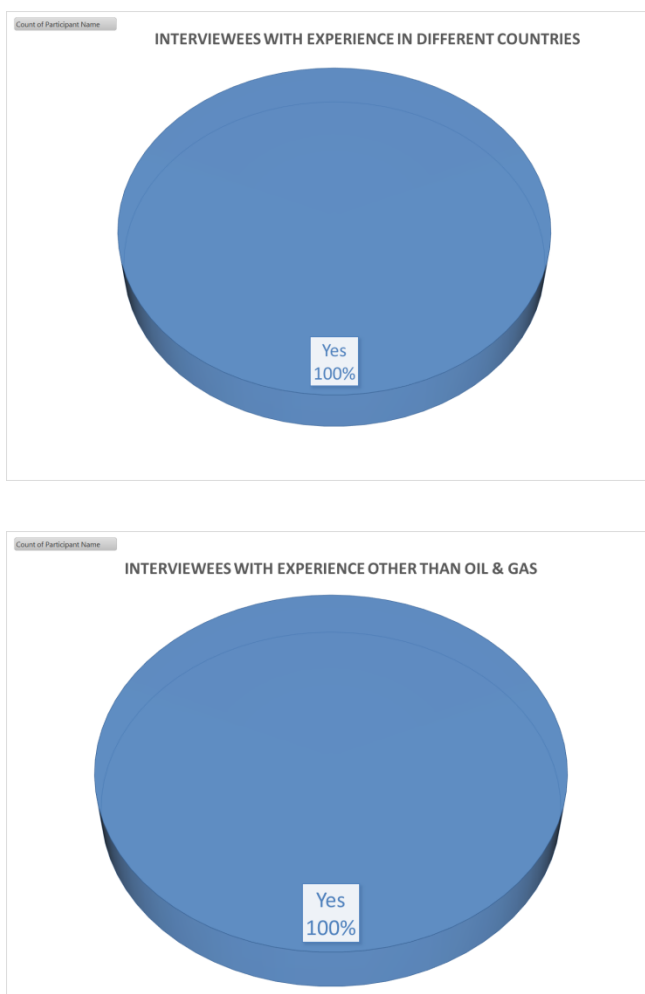 Count of Participant Name
INTERVIEWEES WITH EXPERIENCE IN DIFFERENT COUNTRIES
Yes
100%
Count of Participant Name
INTERVIEWEES WITH EXPERIENCE OTHER THAN OIL & GAS
Yes
100%